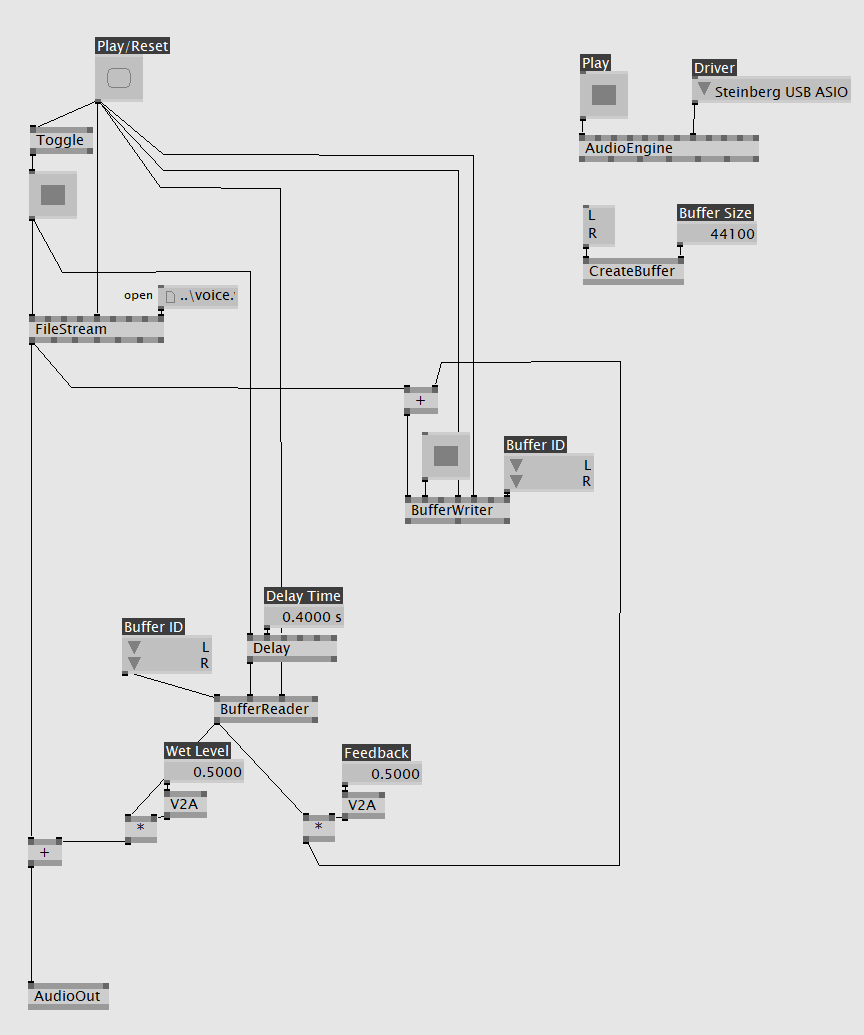 Play/Reset
Play
Driver
Steinberg USB ASIO
Toggle
AudioEngine
L
R
Buffer Size
44100
CreateBuffer
open
..\voice.
FileStream
+
Buffer ID
L
R
BufferWriter
Delay Time
0.4000 s
Buffer ID
L
R
Delay
BufferReader
Wet Level
0.5000
V2A
*
Feedback
0.5000
V2A
*
+
AudioOut